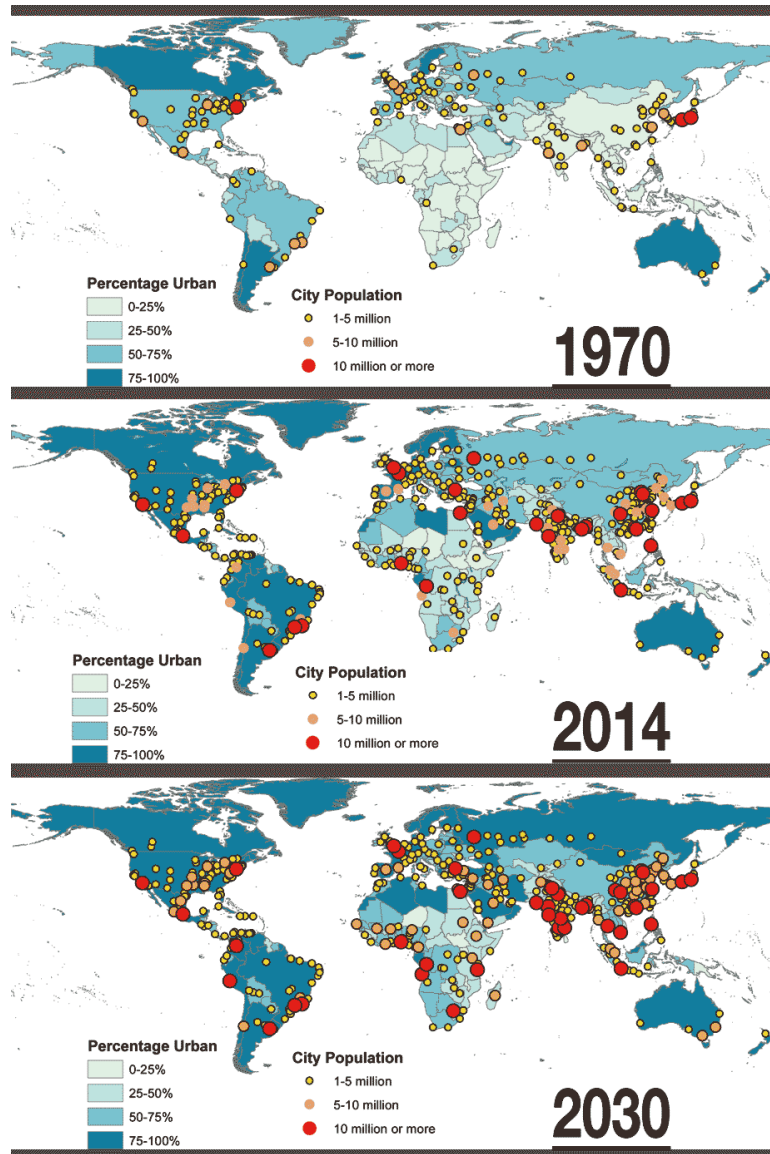 Percentage Urban
0-25%
25-50%
50-75%
75-100%
City Population
1-5 million
5-10 million
10 million or more
1970
Percentage Urban
0-25%
25-50%
50-75%
75-100%
City Population
1-5 million
5-10 million
10 million or more
2014
Percentage Urban
0-25%
25-50%
50-75%
75-100%
City Population
1-5 million
5-10 million
10 million or more
2030